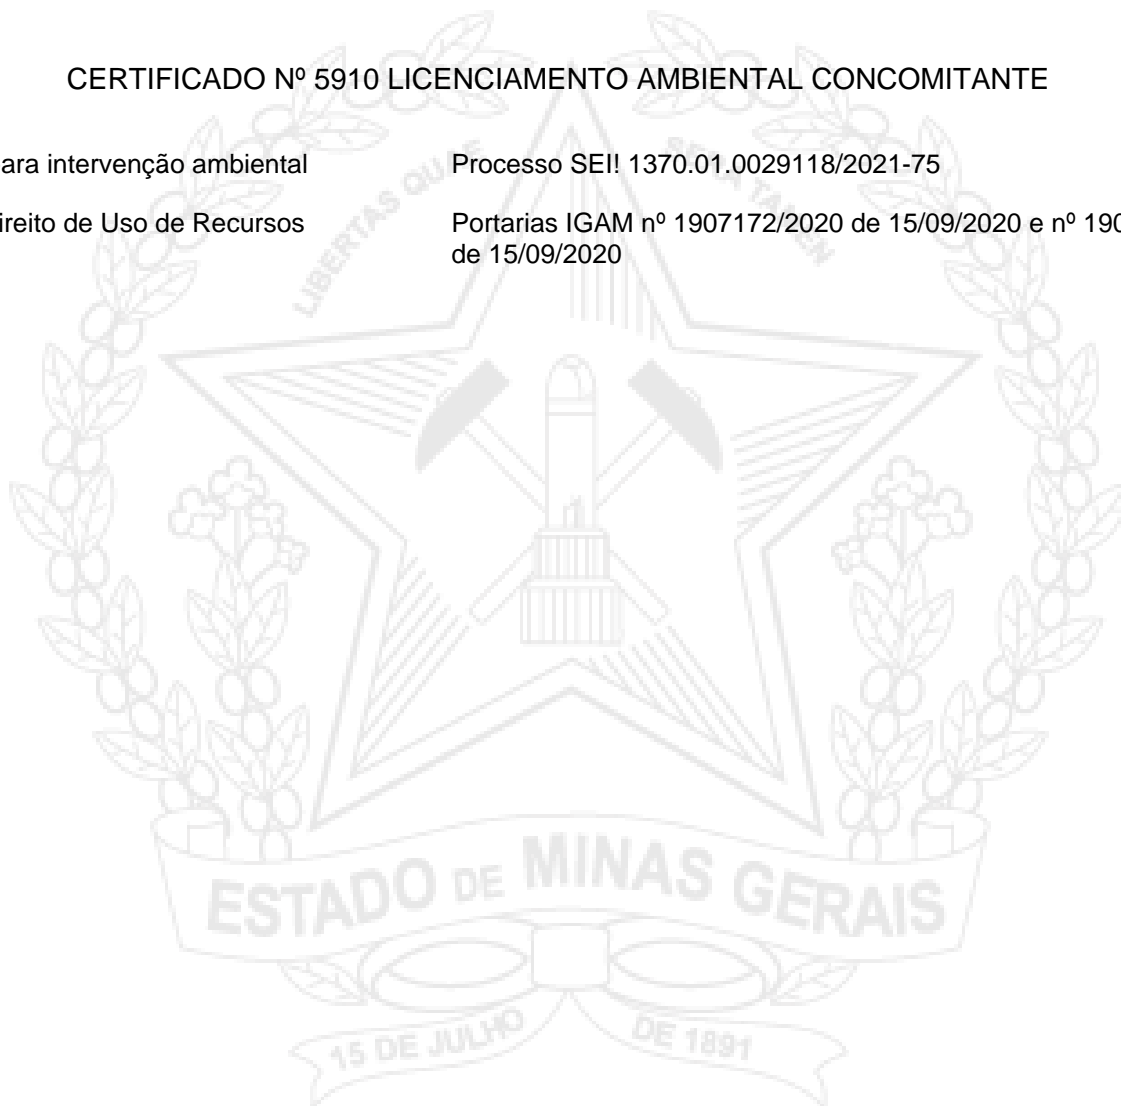 CERTIFICADO Nº 5910 LICENCIAMENTO AMBIENTAL CONCOMITANTE
ara intervenção ambiental Processo SEI! 1370.01.0029118/2021-75
ireito de Uso de Recursos Portarias IGAM nº 1907172/2020 de 15/09/2020 e nº 190
de 15/09/2020
LIBERTAS QUÆ SERA TAMEN
ESTADO DE MINAS GERAIS
15 DE JULHO DE 1891